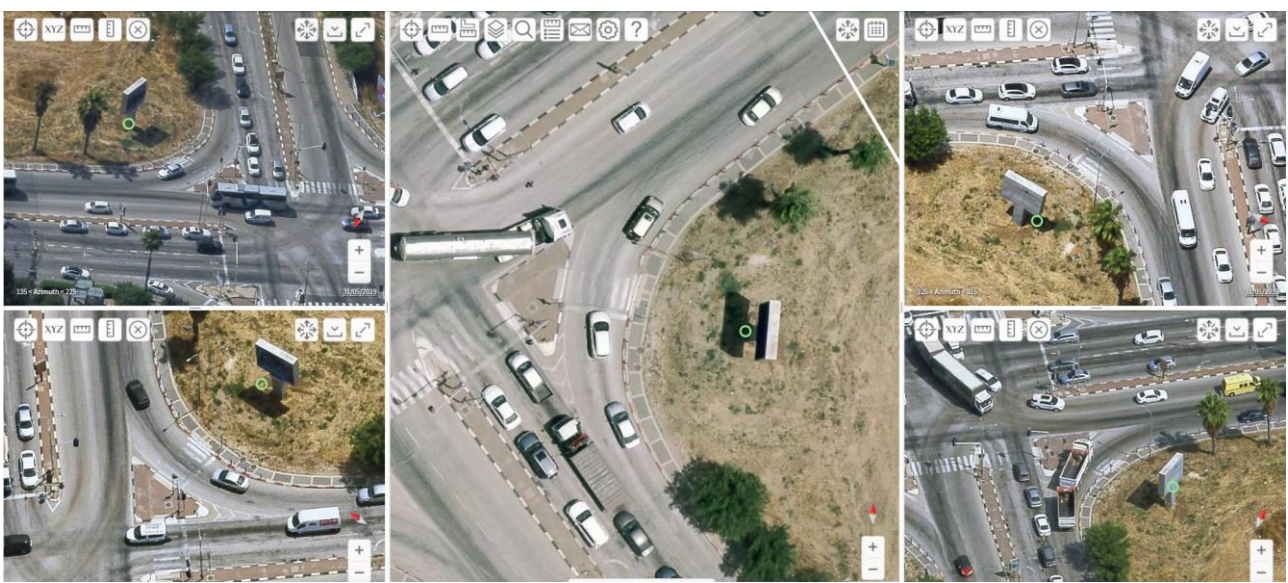 XYZ
?
XYZ
135 < Azimuth < 225
31/05/2019
+
−
+
−
225 < Azimuth < 315
+
−
XYZ
XYZ
+
−
+
−